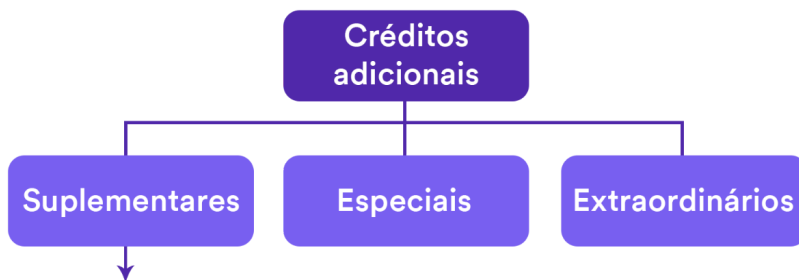 Créditos
adicionais
Suplementares
Especiais
Extraordinários